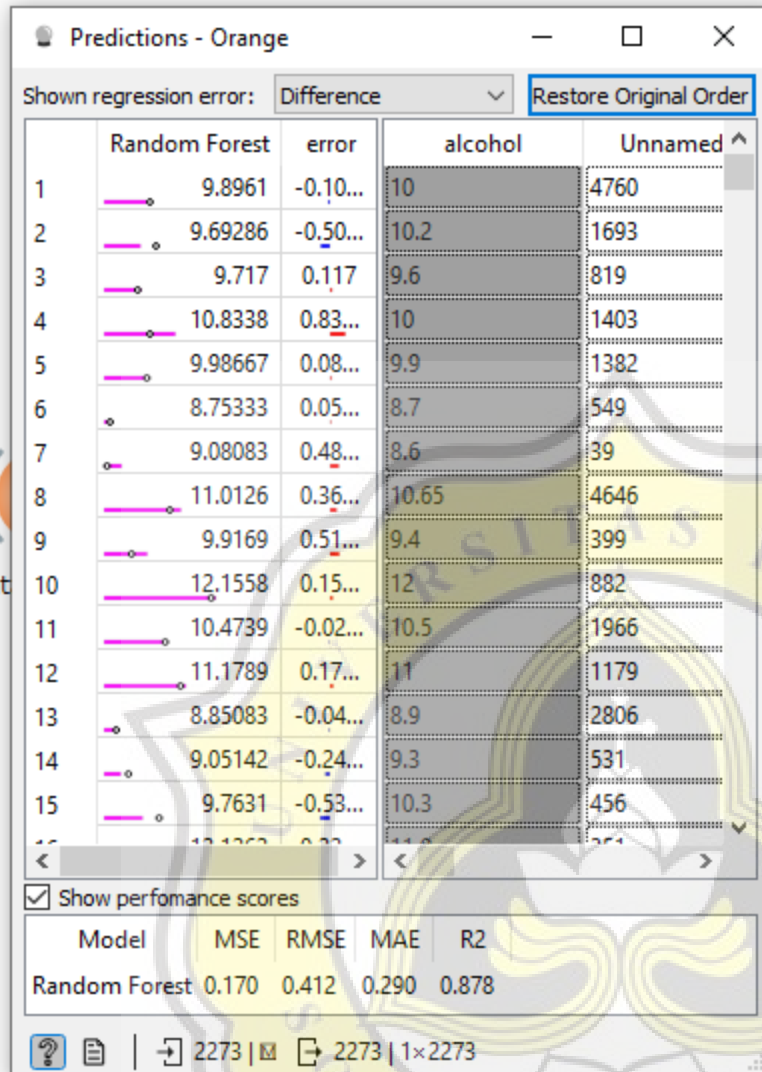 Predictions - Orange
Shown regression error: Difference Restore Original Order
Random Forest error alcohol Unnamed
1 9.8961 -0.10... 10 4760
2 9.69286 -0.50... 10.2 1693
3 9.717 0.117 9.6 819
4 10.8338 0.83... 10 1403
5 9.98667 0.08... 9.9 1382
6 8.75333 0.05... 8.7 549
7 9.08083 0.48... 8.6 39
8 11.0126 0.36... 10.65 4646
9 9.9169 0.51... 9.4 399
10 12.1558 0.15... 12 882
11 10.4739 -0.02... 10.5 1966
12 11.1789 0.17... 11 1179
13 8.85083 -0.04... 8.9 2806
14 9.05142 -0.24... 9.3 531
15 9.7631 -0.53... 10.3 456
Show perfomance scores
Model MSE RMSE MAE R2
Random Forest 0.170 0.412 0.290 0.878
? 2273 | 2273 | 1×2273